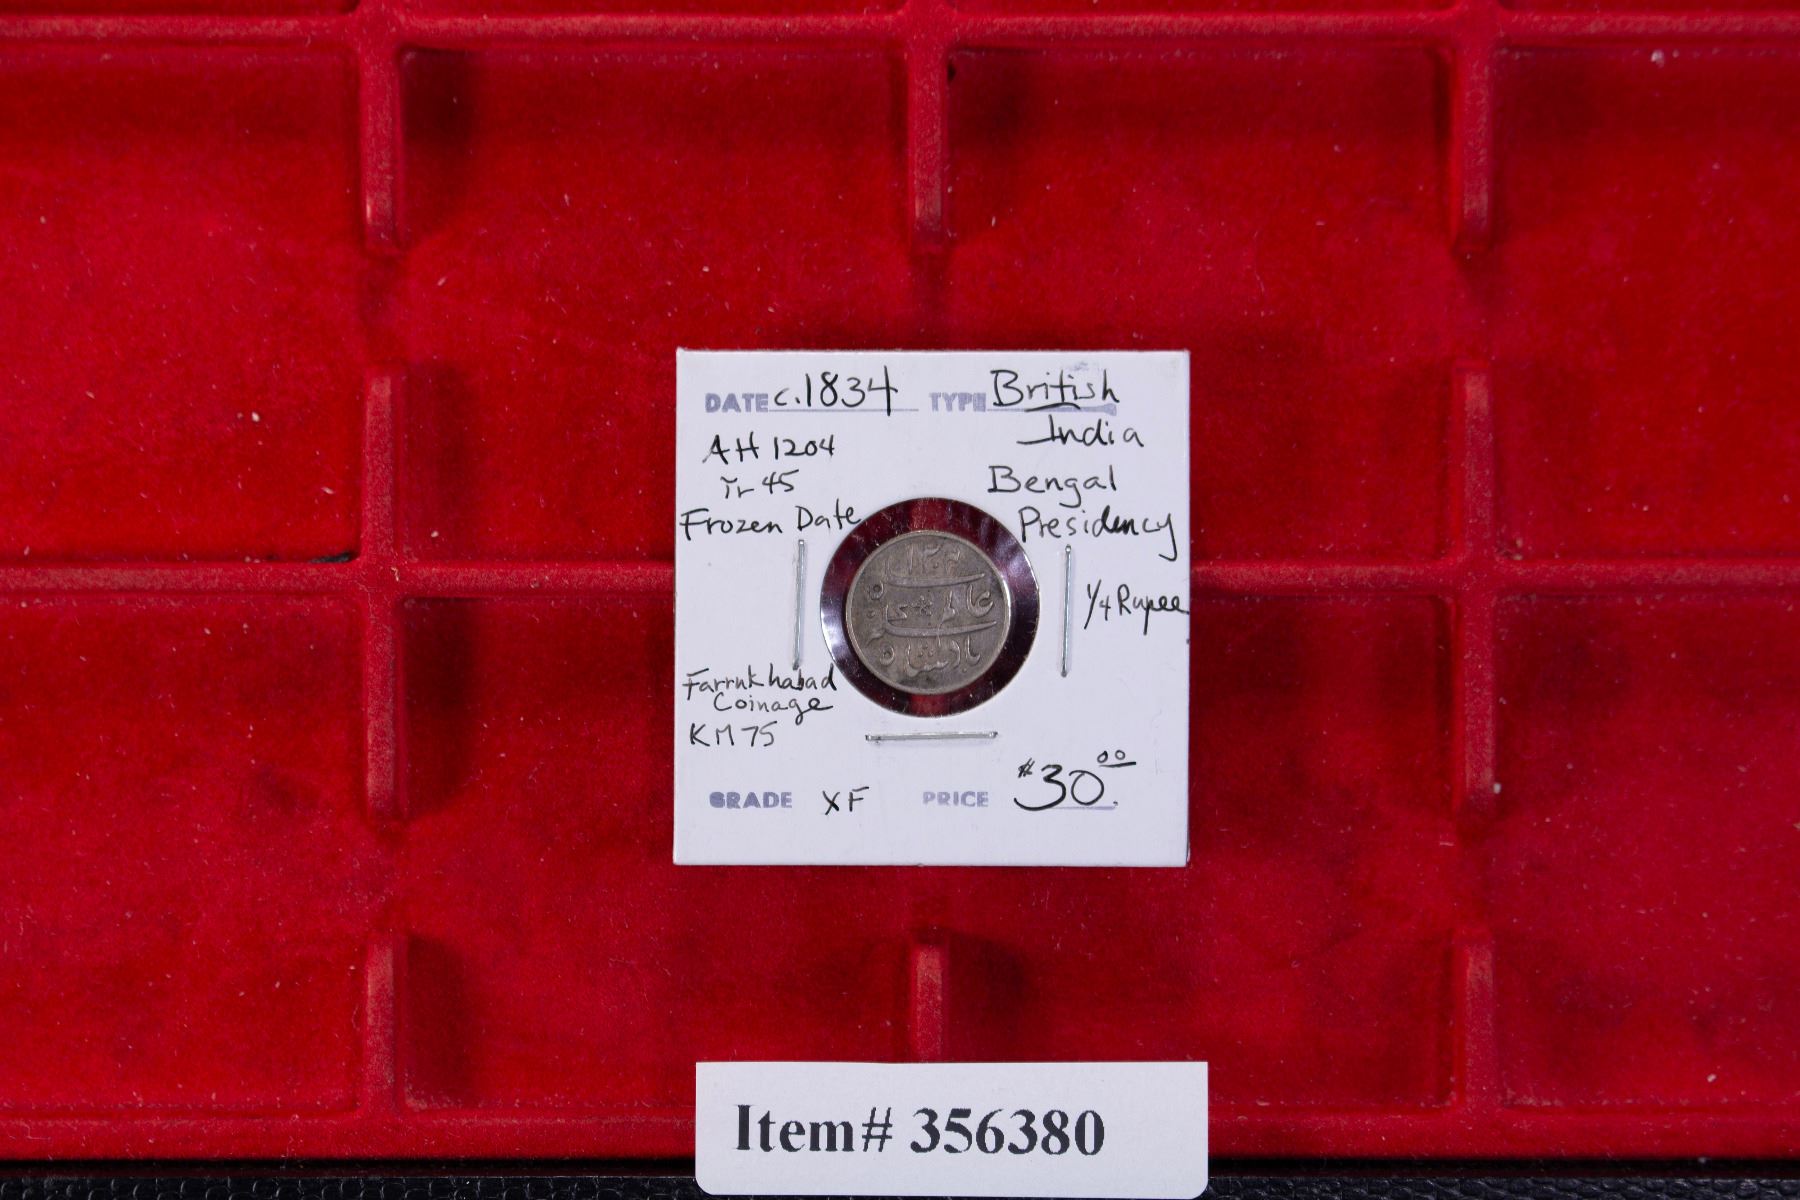 DATE c.1834 TYPE British
India
AH 1204
Yr 45
Bengal
Frozen Date
Presidency
١٢٠٤
1/4 Rupee
Farrukhabad
Coinage
KM 75
GRADE XF PRICE $30.00
Item# 356380